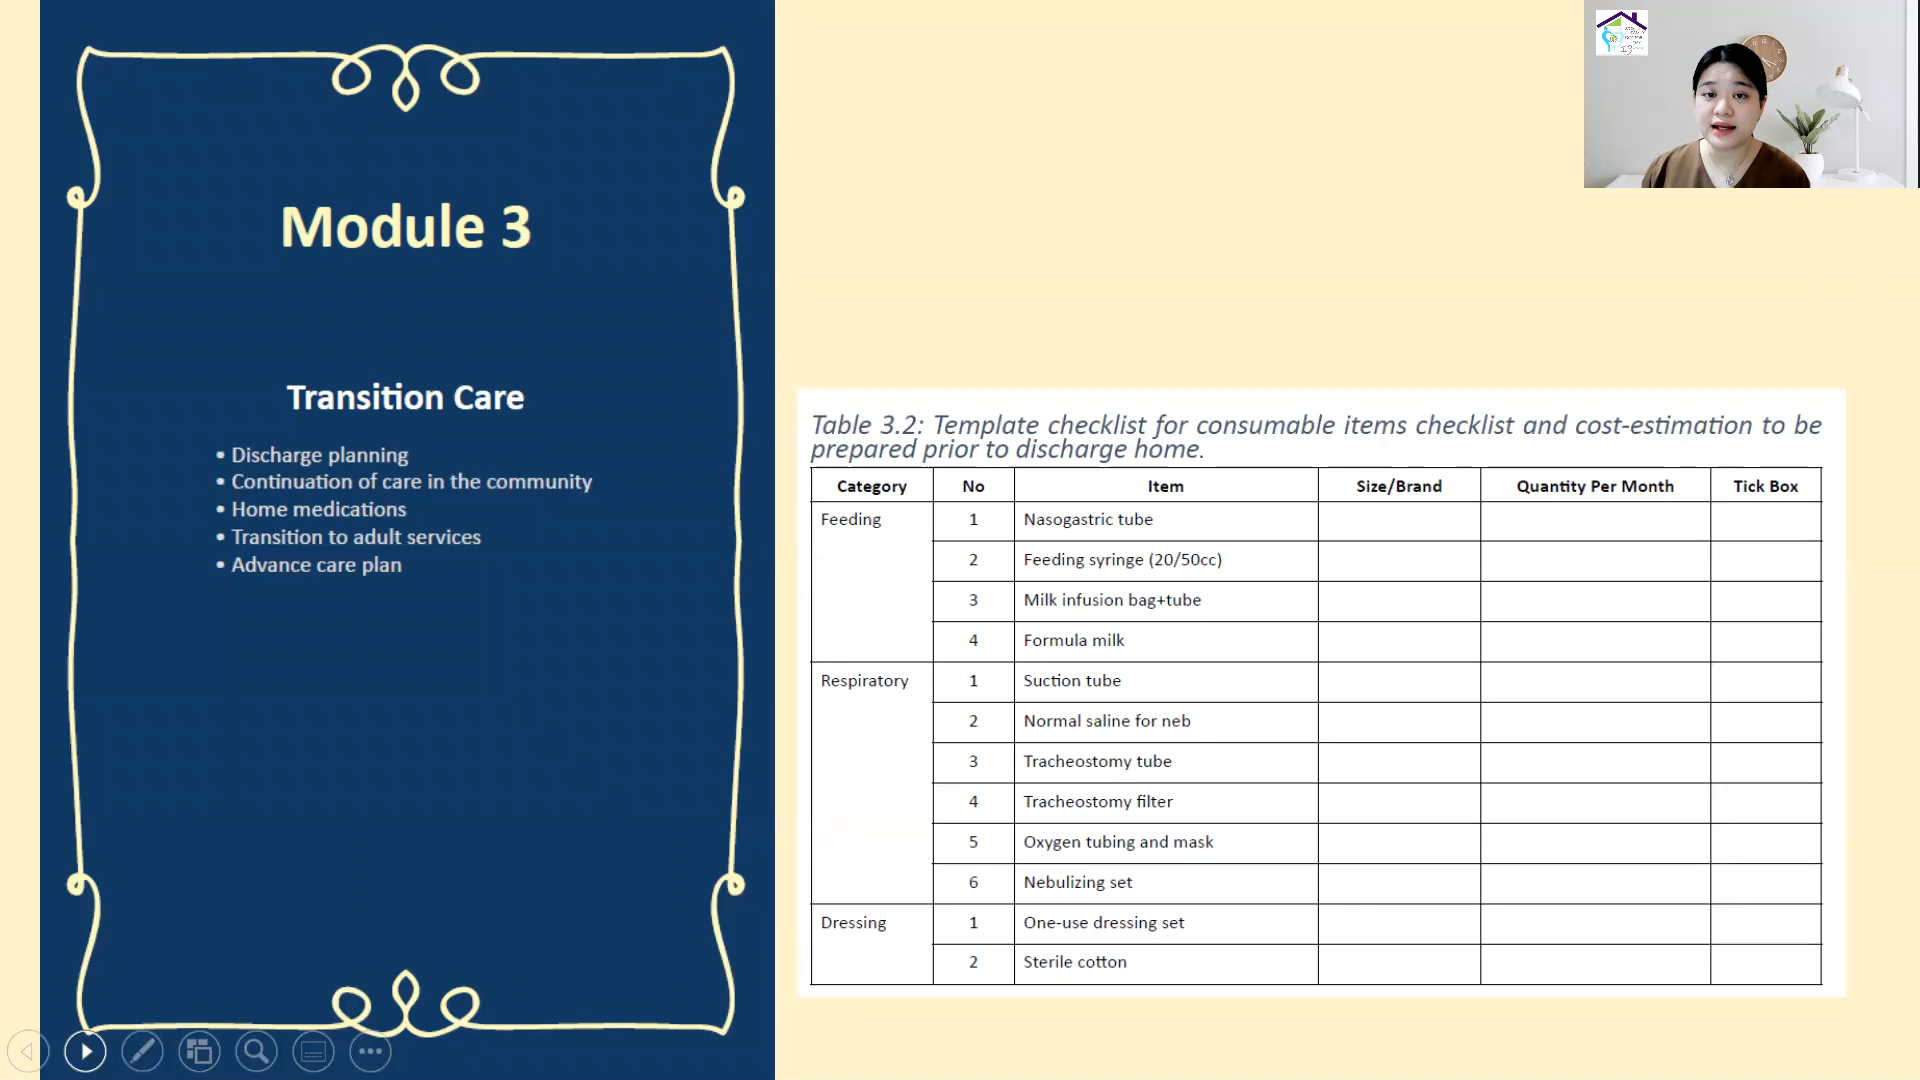 Module 3
Transition Care
• Discharge planning
• Continuation of care in the community
• Home medications
• Transition to adult services
• Advance care plan
Table 3.2: Template checklist for consumable items checklist and cost-estimation to be
prepared prior to discharge home.
Category No Item Size/Brand Quantity Per Month Tick Box
Feeding 1 Nasogastric tube
2 Feeding syringe (20/50cc)
3 Milk infusion bag+tube
4 Formula milk
Respiratory 1 Suction tube
2 Normal saline for neb
3 Tracheostomy tube
4 Tracheostomy filter
5 Oxygen tubing and mask
6 Nebulizing set
Dressing 1 One-use dressing set
2 Sterile cotton